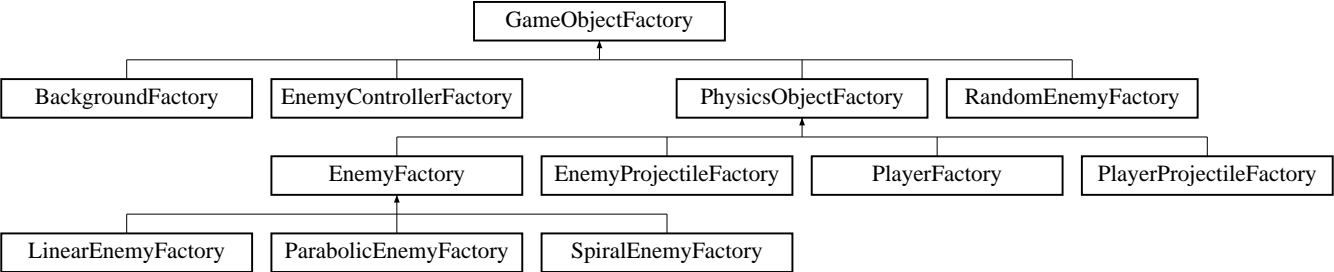 GameObjectFactory
BackgroundFactory
EnemyControllerFactory
PhysicsObjectFactory
RandomEnemyFactory
EnemyFactory
EnemyProjectileFactory
PlayerFactory
PlayerProjectileFactory
LinearEnemyFactory
ParabolicEnemyFactory
SpiralEnemyFactory